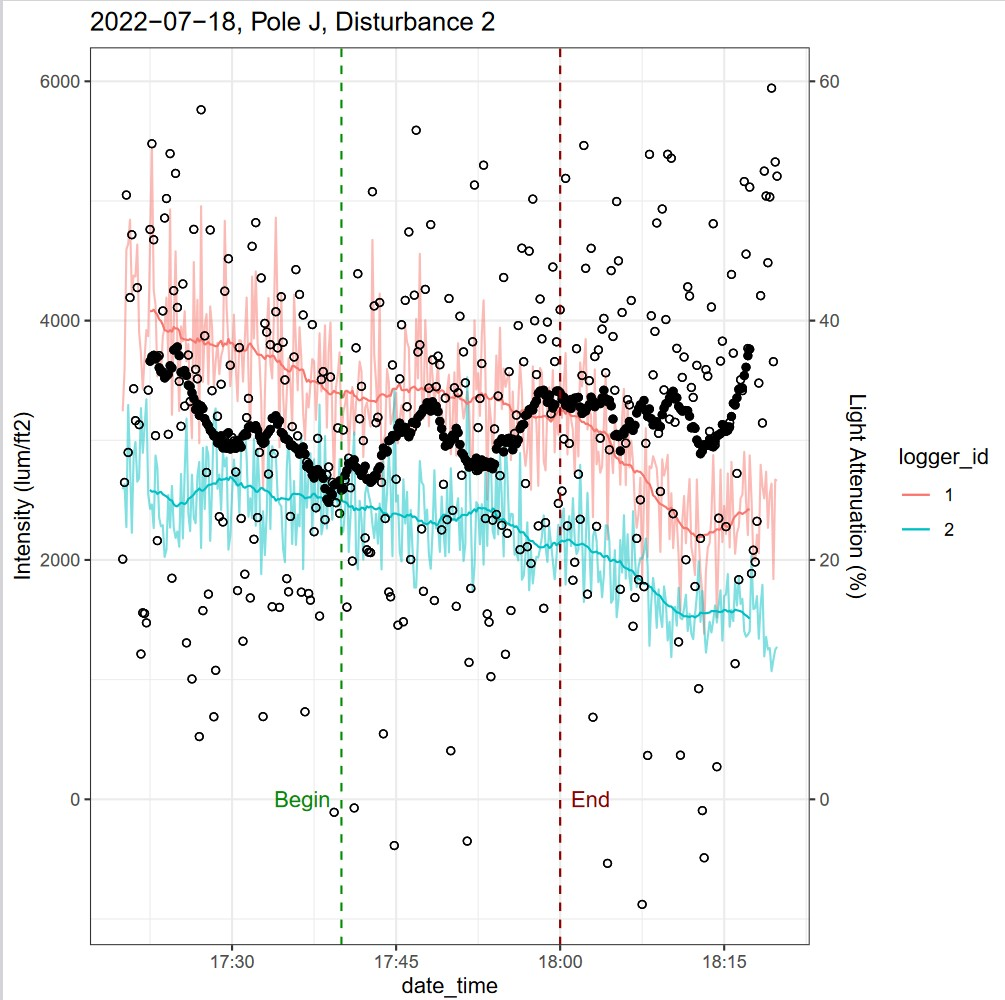 2022−07−18, Pole J, Disturbance 2
6000
4000
2000
0
Intensity (lum/ft2)
60
40
20
0
Light Attenuation (%)
Begin
End
17:30
17:45
18:00
18:15
date_time
logger_id
1
2